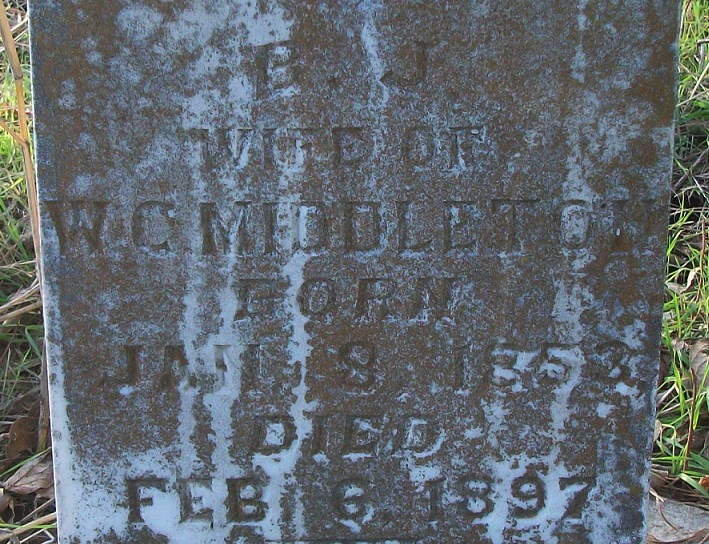 B. J.
WIFE OF
W. C. MIDDLETON
BORN
JAN. 8, 1853
DIED
FEB. 6, 1897